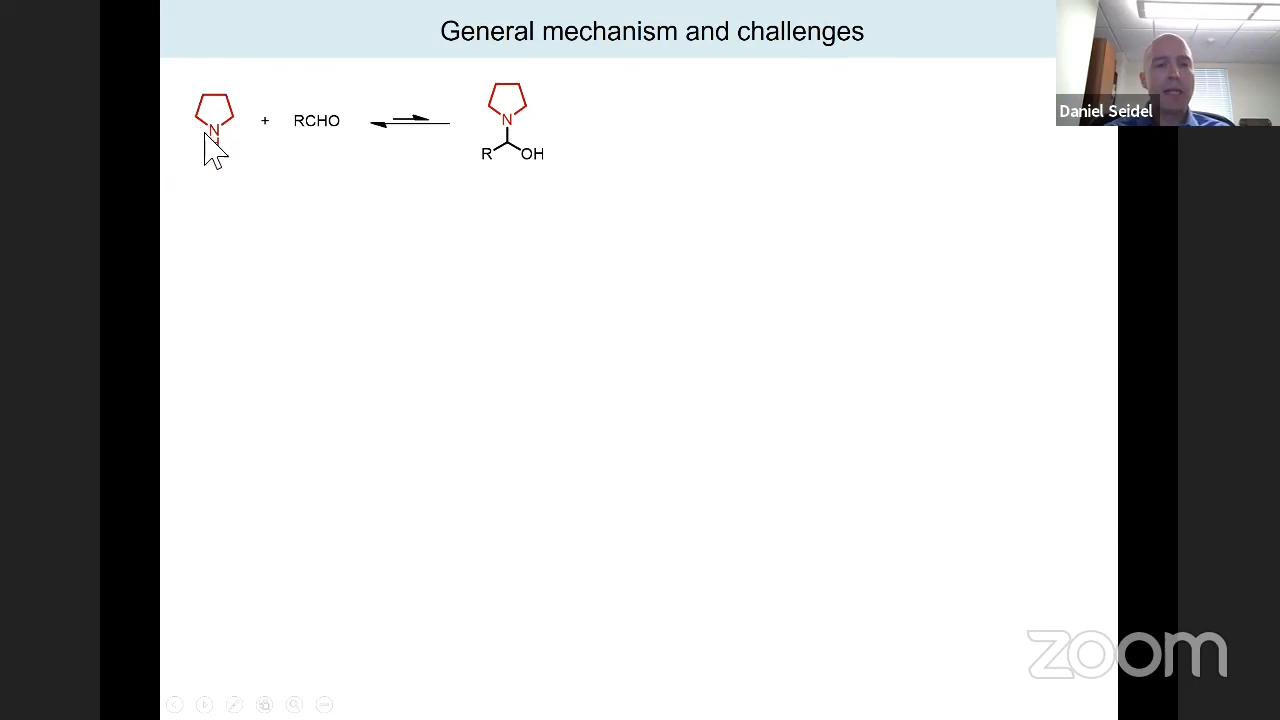 General mechanism and challenges
Daniel Seidel
N
+
RCHO
N
R
OH
zoom